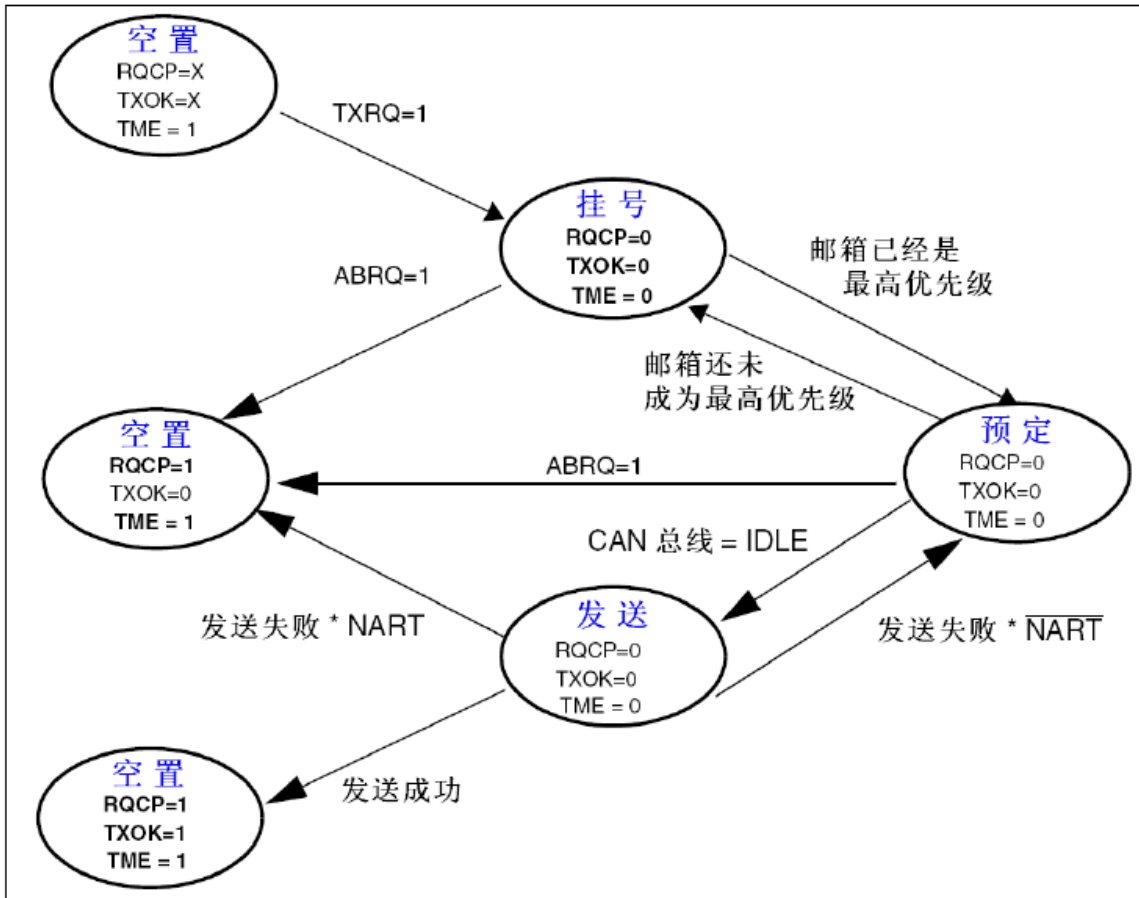 空置
RQCP=X
TXOK=X
TME = 1
TXRQ=1
挂号
RQCP=0
TXOK=0
TME = 0
邮箱已经是
最高优先级
ABRQ=1
邮箱还未
成为最高优先级
空置
RQCP=1
TXOK=0
TME = 1
ABRQ=1
预定
RQCP=0
TXOK=0
TME = 0
CAN 总线 = IDLE
发送失败 * NART
发送
RQCP=0
TXOK=0
TME = 0
发送失败 * N̅A̅R̅T̅
空置
RQCP=1
TXOK=1
TME = 1
发送成功